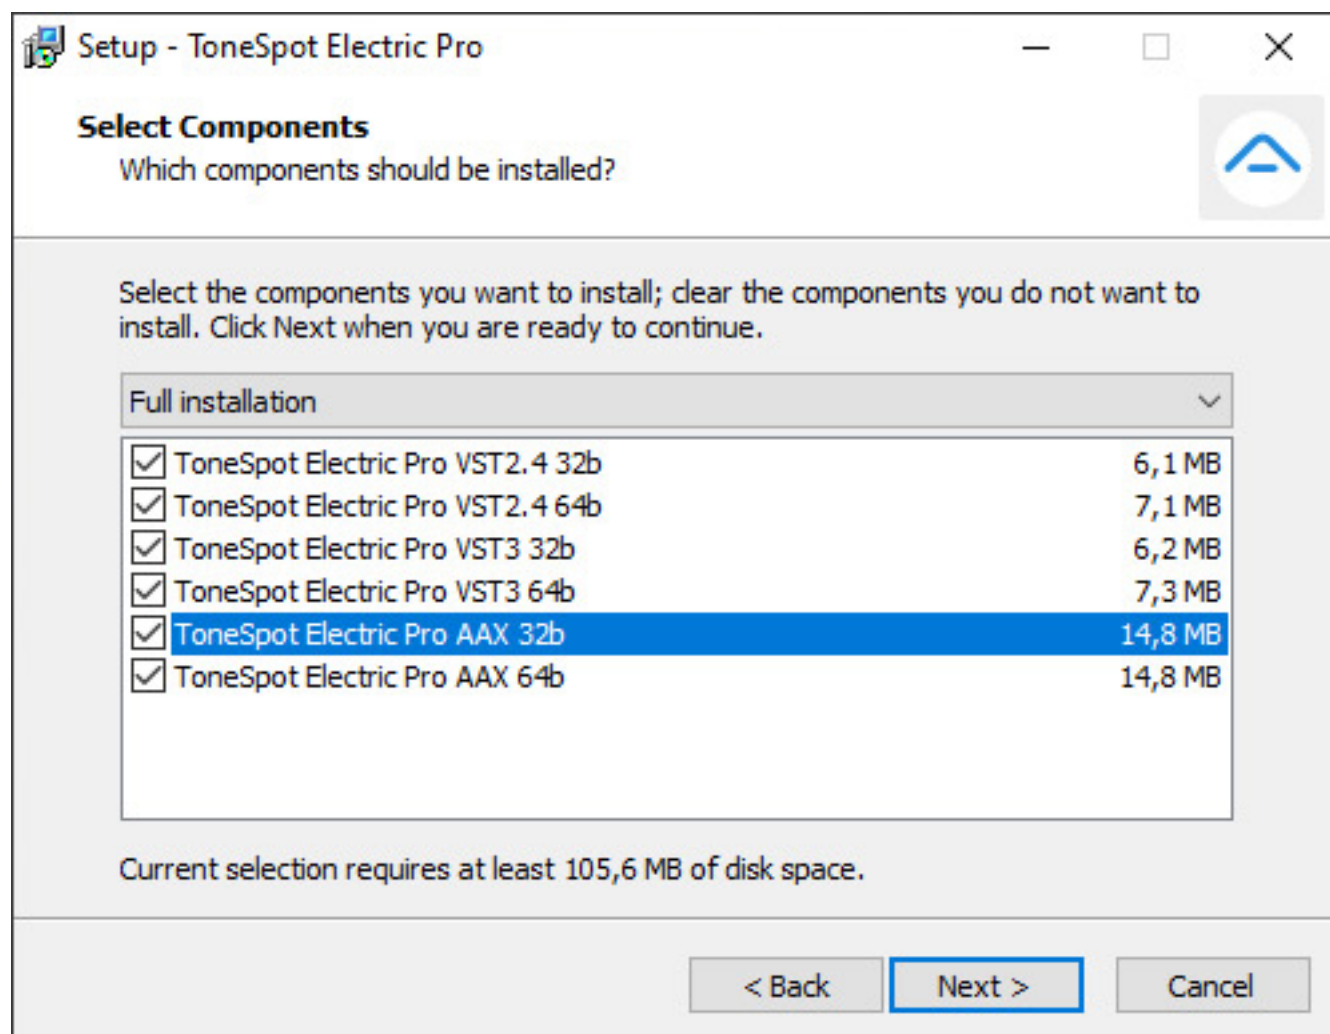 Setup - ToneSpot Electric Pro
Select Components
Which components should be installed?
Select the components you want to install; clear the components you do not want to
install. Click Next when you are ready to continue.
Full installation
ToneSpot Electric Pro VST2.4 32b 6,1 MB
ToneSpot Electric Pro VST2.4 64b 7,1 MB
ToneSpot Electric Pro VST3 32b 6,2 MB
ToneSpot Electric Pro VST3 64b 7,3 MB
ToneSpot Electric Pro AAX 32b 14,8 MB
ToneSpot Electric Pro AAX 64b 14,8 MB
Current selection requires at least 105,6 MB of disk space.
< Back Next > Cancel